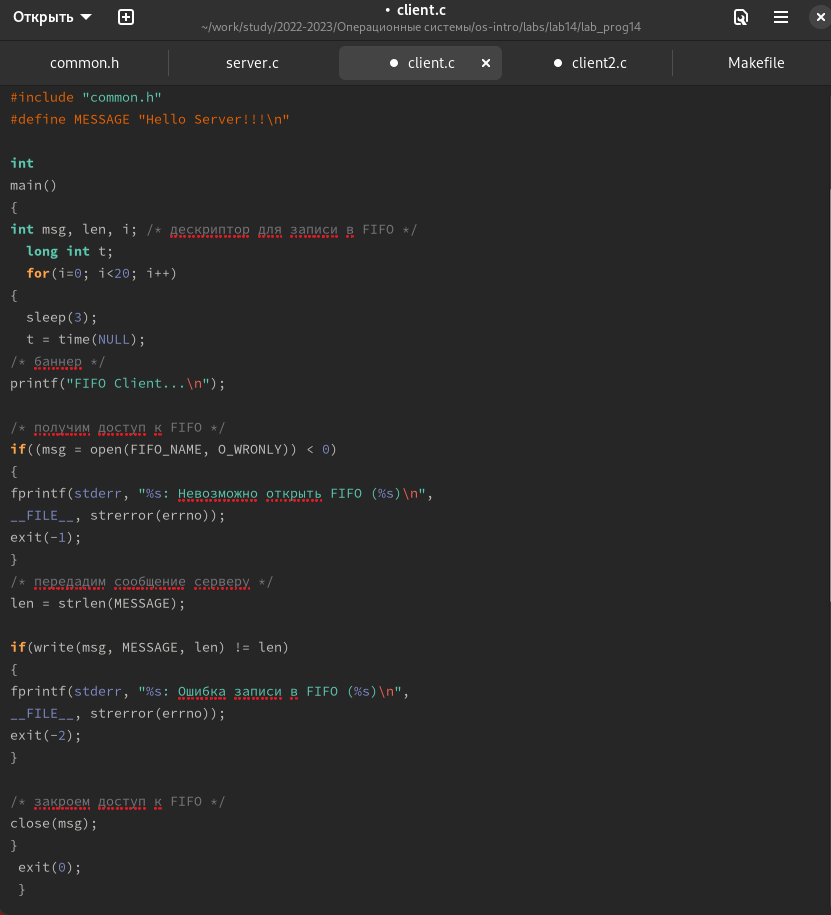 Открыть
• client.c
~/work/study/2022-2023/Операционные системы/os-intro/labs/lab14/lab_prog14
common.h
server.c
client.c
client2.c
Makefile
#include "common.h"
#define MESSAGE "Hello Server!!!\n"
int
main()
{
int msg, len, i; /* дескриптор для записи в FIFO */
long int t;
for(i=0; i<20; i++)
{
sleep(3);
t = time(NULL);
/* баннер */
printf("FIFO Client...\n");
/* получим доступ к FIFO */
if((msg = open(FIFO_NAME, O_WRONLY)) < 0)
{
fprintf(stderr, "%s: Невозможно открыть FIFO (%s)\n",
__FILE__, strerror(errno));
exit(-1);
}
/* передадим сообщение серверу */
len = strlen(MESSAGE);
if(write(msg, MESSAGE, len) != len)
{
fprintf(stderr, "%s: Ошибка записи в FIFO (%s)\n",
__FILE__, strerror(errno));
exit(-2);
}
/* закроем доступ к FIFO */
close(msg);
}
exit(0);
}